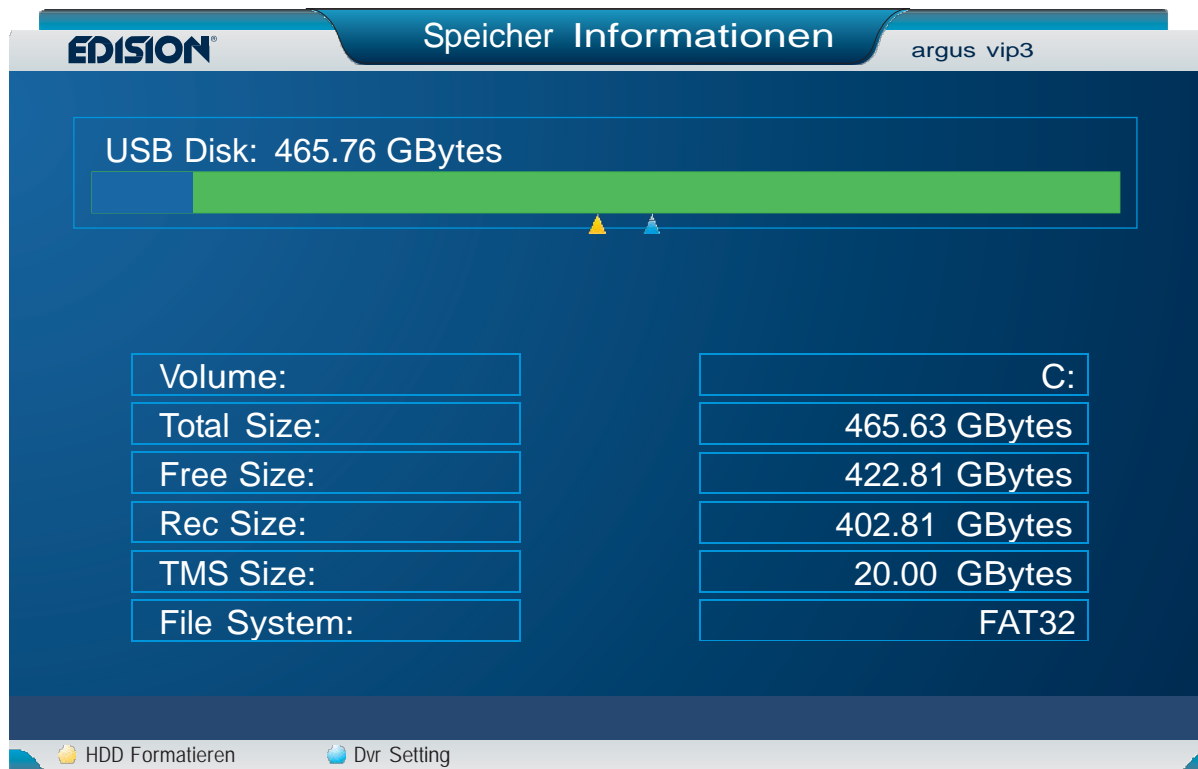 EDISION®
Speicher Informationen
argus vip3
USB Disk: 465.76 GBytes
Volume: C:
Total Size: 465.63 GBytes
Free Size: 422.81 GBytes
Rec Size: 402.81 GBytes
TMS Size: 20.00 GBytes
File System: FAT32
HDD Formatieren Dvr Setting